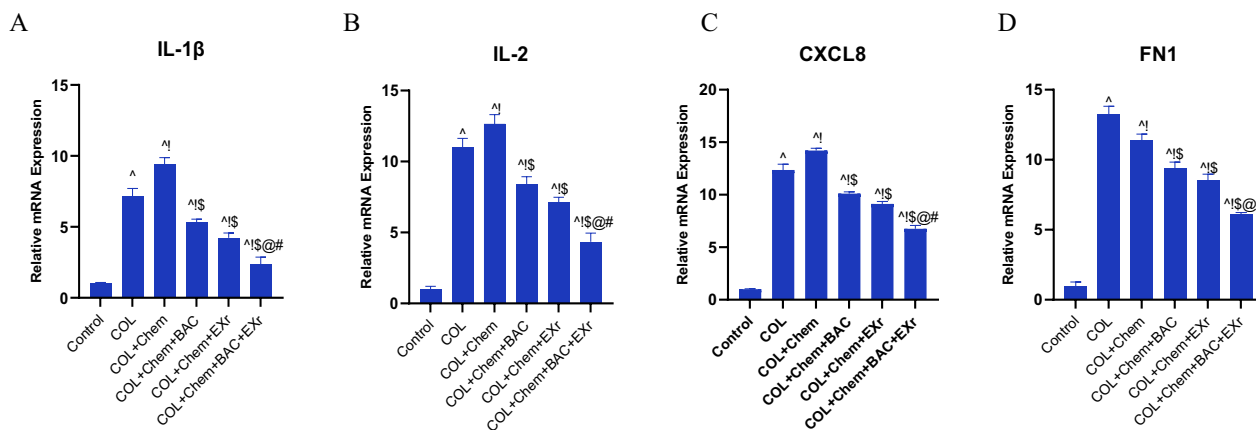 A
IL-1β
Relative mRNA Expression
15
10
5
0
^
^!
^!$
^!$
^!$@#
Control
COL
COL+Chem
COL+Chem+BAC
COL+Chem+EXr
COL+Chem+BAC+EXr
B
IL-2
Relative mRNA Expression
15
10
5
0
^
^!
^!$
^!$
^!$@#
Control
COL
COL+Chem
COL+Chem+BAC
COL+Chem+EXr
COL+Chem+BAC+EXr
C
CXCL8
Relative mRNA Expression
20
15
10
5
0
^
^!
^!$
^!$
^!$@#
Control
COL
COL+Chem
COL+Chem+BAC
COL+Chem+EXr
COL+Chem+BAC+EXr
D
FN1
Relative mRNA Expression
15
10
5
0
^
^!
^!$
^!$
^!$@
Control
COL
COL+Chem
COL+Chem+BAC
COL+Chem+EXr
COL+Chem+BAC+EXr